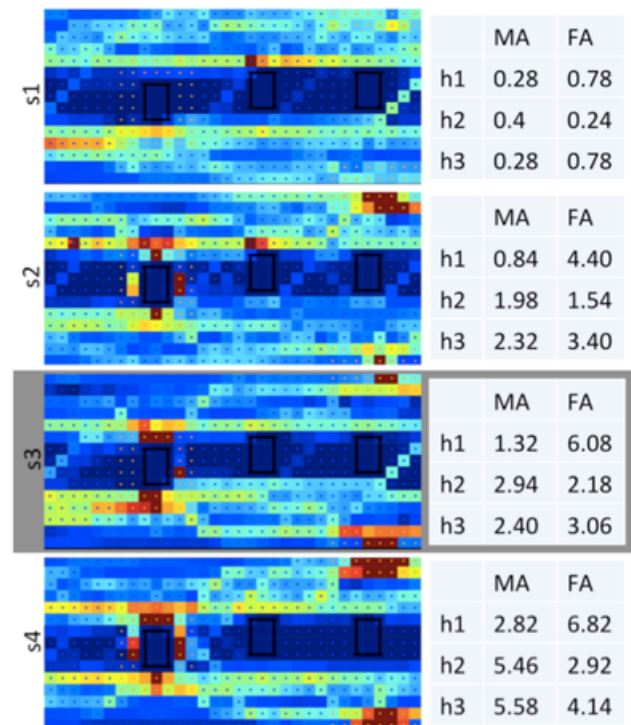 s1
MA FA
h1 0.28 0.78
h2 0.4 0.24
h3 0.28 0.78
s2
MA FA
h1 0.84 4.40
h2 1.98 1.54
h3 2.32 3.40
s3
MA FA
h1 1.32 6.08
h2 2.94 2.18
h3 2.40 3.06
s4
MA FA
h1 2.82 6.82
h2 5.46 2.92
h3 5.58 4.14